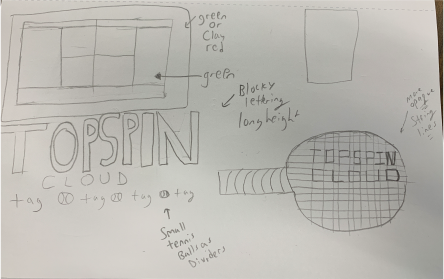 green
or
Clay
red
green
Blocky
lettering
long height
TOPSPIN
CLOUD
tag tag tag tag
Small
tennis
Balls as
Dividers
more opaque
String
lines
TOPSPIN
CLOUD